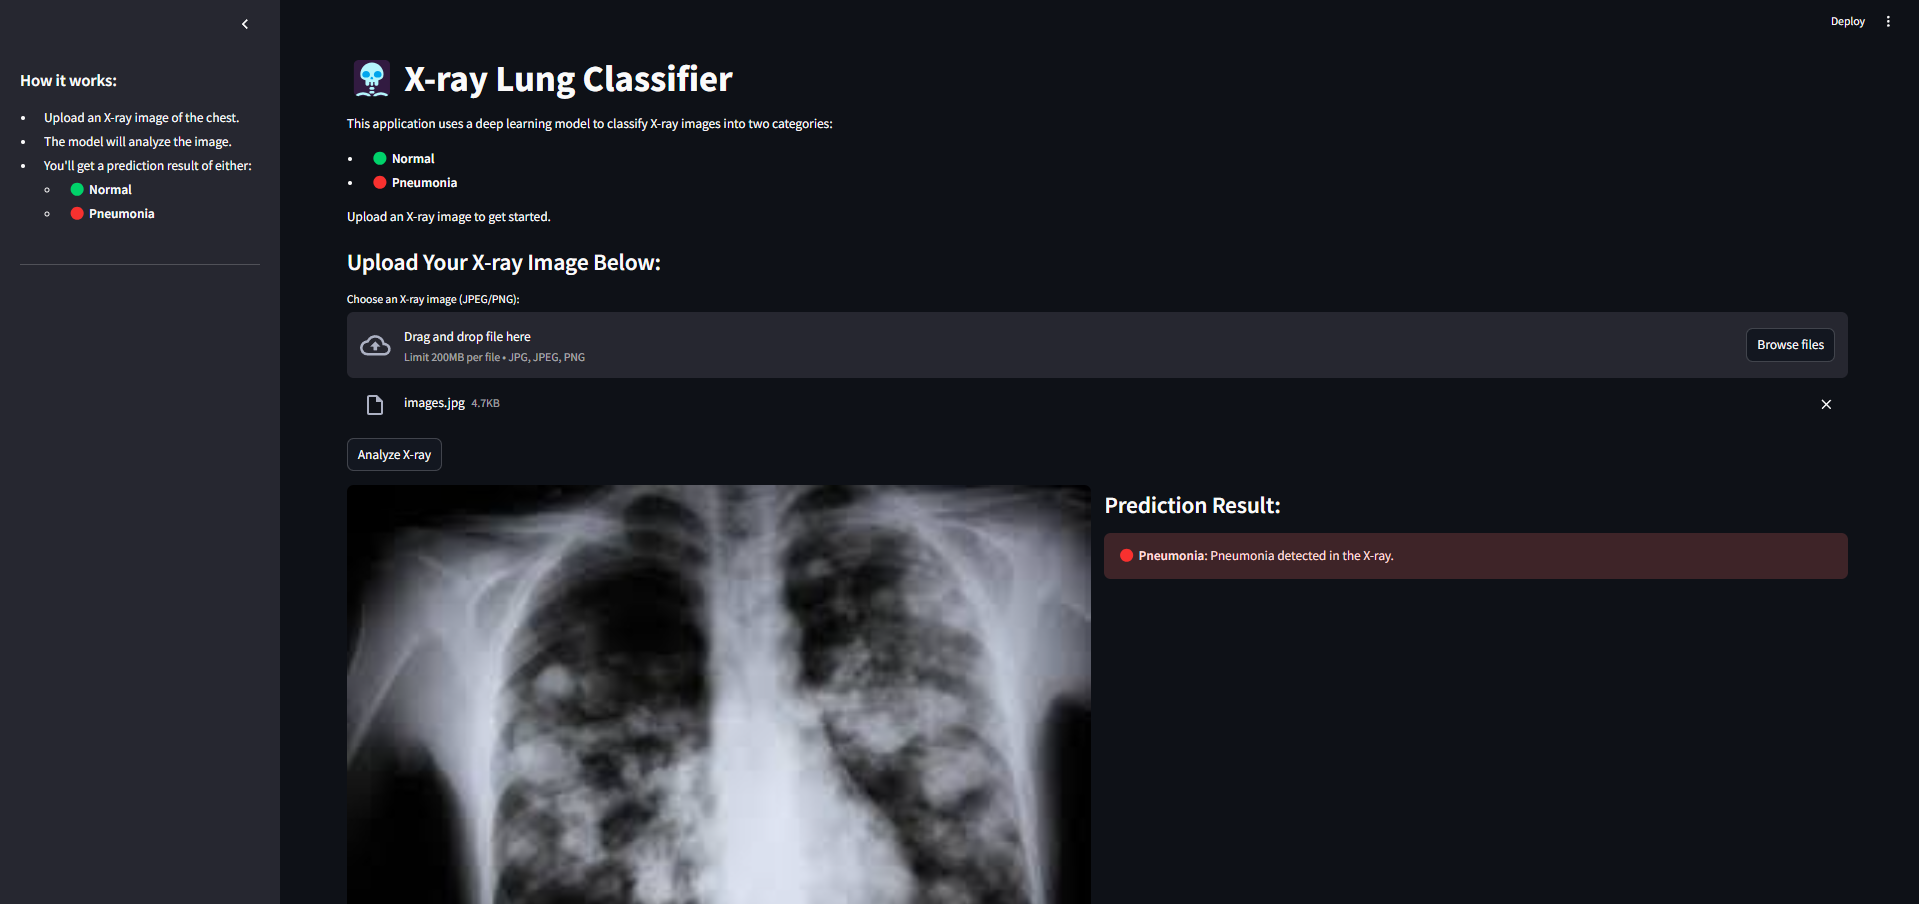 How it works:
Upload an X-ray image of the chest.
The model will analyze the image.
You'll get a prediction result of either:
Normal
Pneumonia
Deploy
X-ray Lung Classifier
This application uses a deep learning model to classify X-ray images into two categories:
Normal
Pneumonia
Upload an X-ray image to get started.
Upload Your X-ray Image Below:
Choose an X-ray image (JPEG/PNG):
Drag and drop file here
Limit 200MB per file • JPG, JPEG, PNG
Browse files
images.jpg 4.7KB
Analyze X-ray
Prediction Result:
Pneumonia: Pneumonia detected in the X-ray.